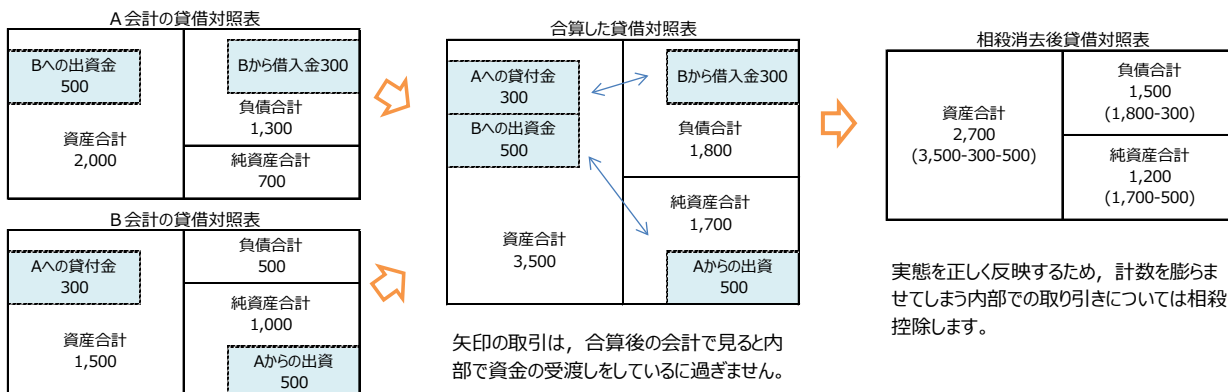 A会計の貸借対照表
Bへの出資金
500
Bから借入金300
負債合計
1,300
資産合計
2,000
純資産合計
700
B会計の貸借対照表
Aへの貸付金
300
負債合計
500
純資産合計
1,000
資産合計
1,500
Aからの出資
500
合算した貸借対照表
Aへの貸付金
300
Bへの出資金
500
Bから借入金300
負債合計
1,800
純資産合計
1,700
資産合計
3,500
Aからの出資
500
矢印の取引は，合算後の会計で見ると内
部で資金の受渡しをしているに過ぎません。
相殺消去後貸借対照表
資産合計
2,700
(3,500-300-500)
負債合計
1,500
(1,800-300)
純資産合計
1,200
(1,700-500)
実態を正しく反映するため，計数を膨らま
せてしまう内部での取り引きについては相殺
控除します。